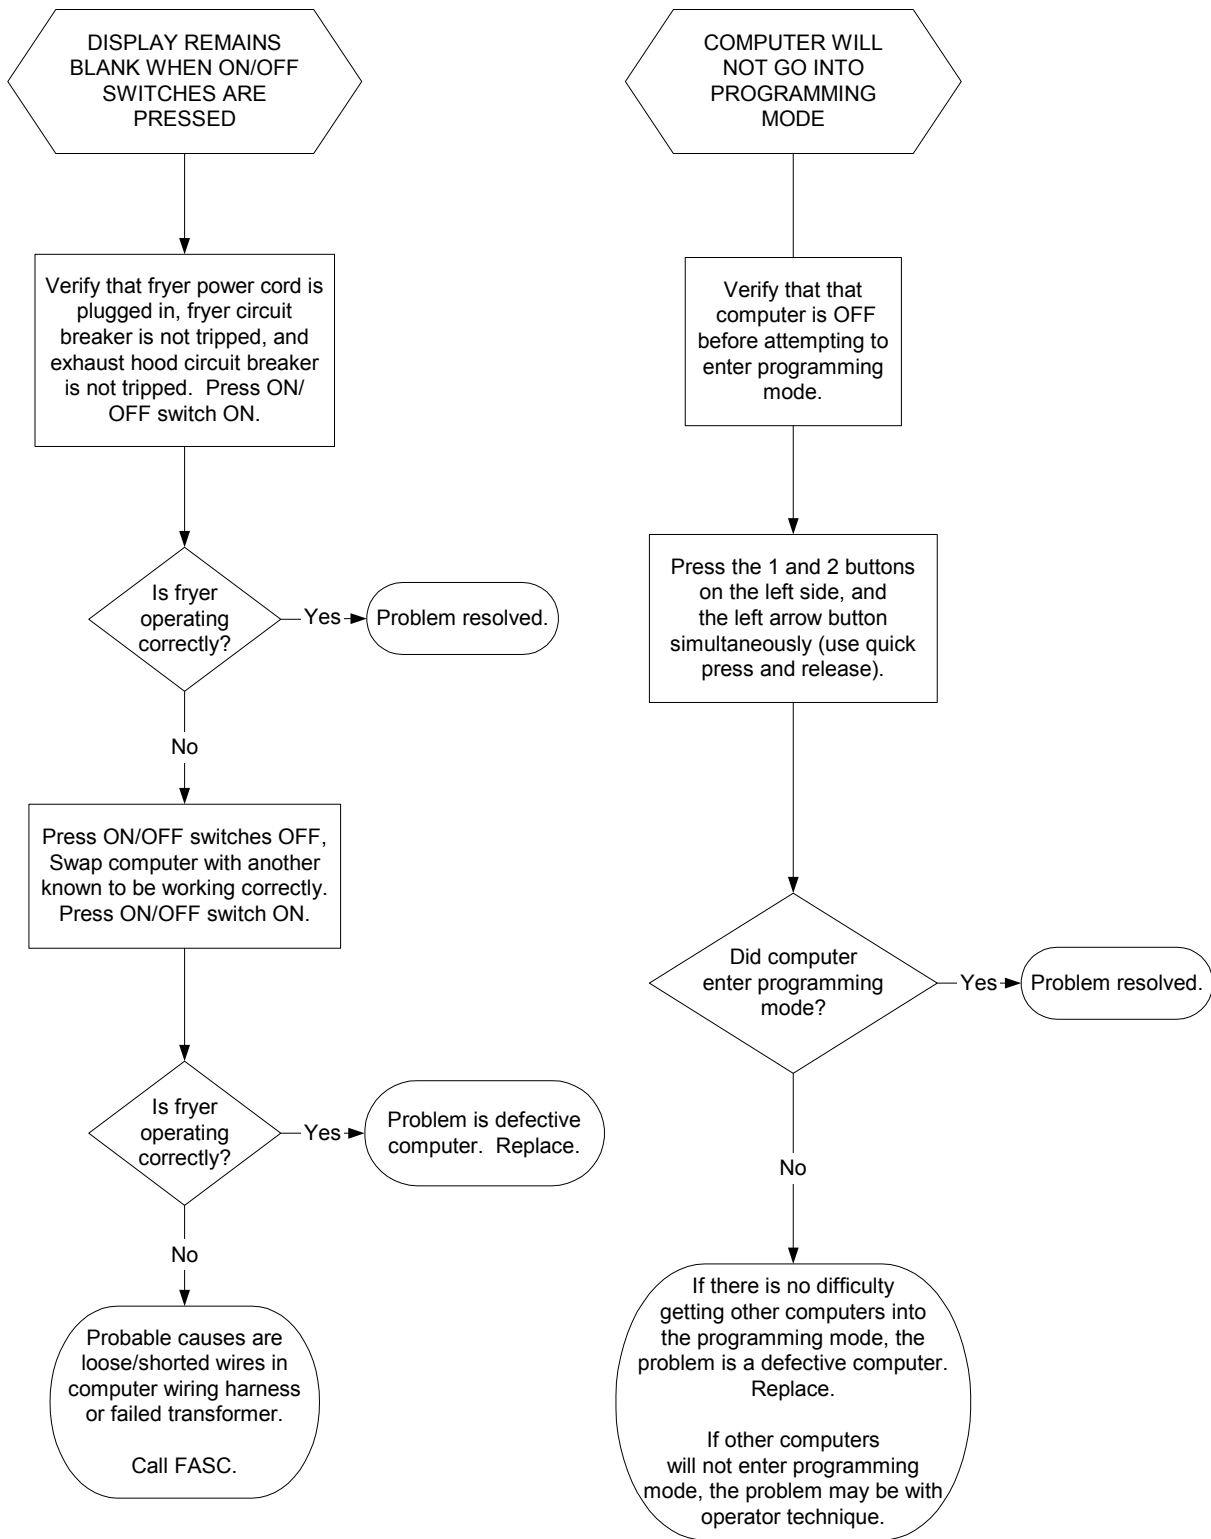 DISPLAY REMAINS
BLANK WHEN ON/OFF
SWITCHES ARE
PRESSED
Verify that fryer power cord is
plugged in, fryer circuit
breaker is not tripped, and
exhaust hood circuit breaker
is not tripped.  Press ON/
OFF switch ON.
Is fryer
operating
correctly?
Yes
Problem resolved.
No
Press ON/OFF switches OFF,
Swap computer with another
known to be working correctly.
Press ON/OFF switch ON.
Is fryer
operating
correctly?
Yes
Problem is defective
computer.  Replace.
No
Probable causes are
loose/shorted wires in
computer wiring harness
or failed transformer.
Call FASC.
COMPUTER WILL
NOT GO INTO
PROGRAMMING
MODE
Verify that that
computer is OFF
before attempting to
enter programming
mode.
Press the 1 and 2 buttons
on the left side, and
the left arrow button
simultaneously (use quick
press and release).
Did computer
enter programming
mode?
Yes
Problem resolved.
No
If there is no difficulty
getting other computers into
the programming mode, the
problem is a defective computer.
Replace.
If other computers
will not enter programming
mode, the problem may be with
operator technique.